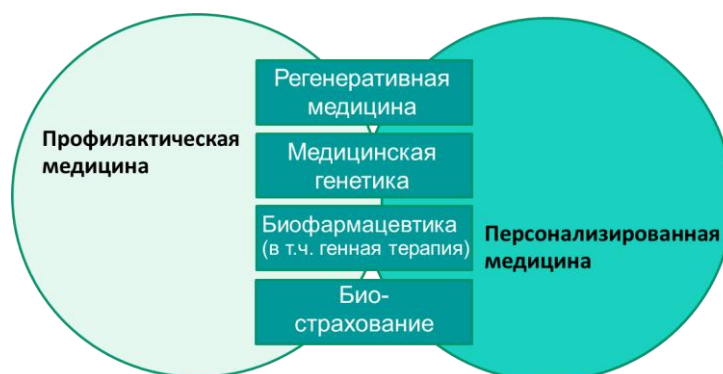 Регенеративная
медицина
Профилактическая
медицина
Медицинская
генетика
Биофармацевтика
(в т.ч. генная терапия)
Персонализированная
медицина
Био-
страхование